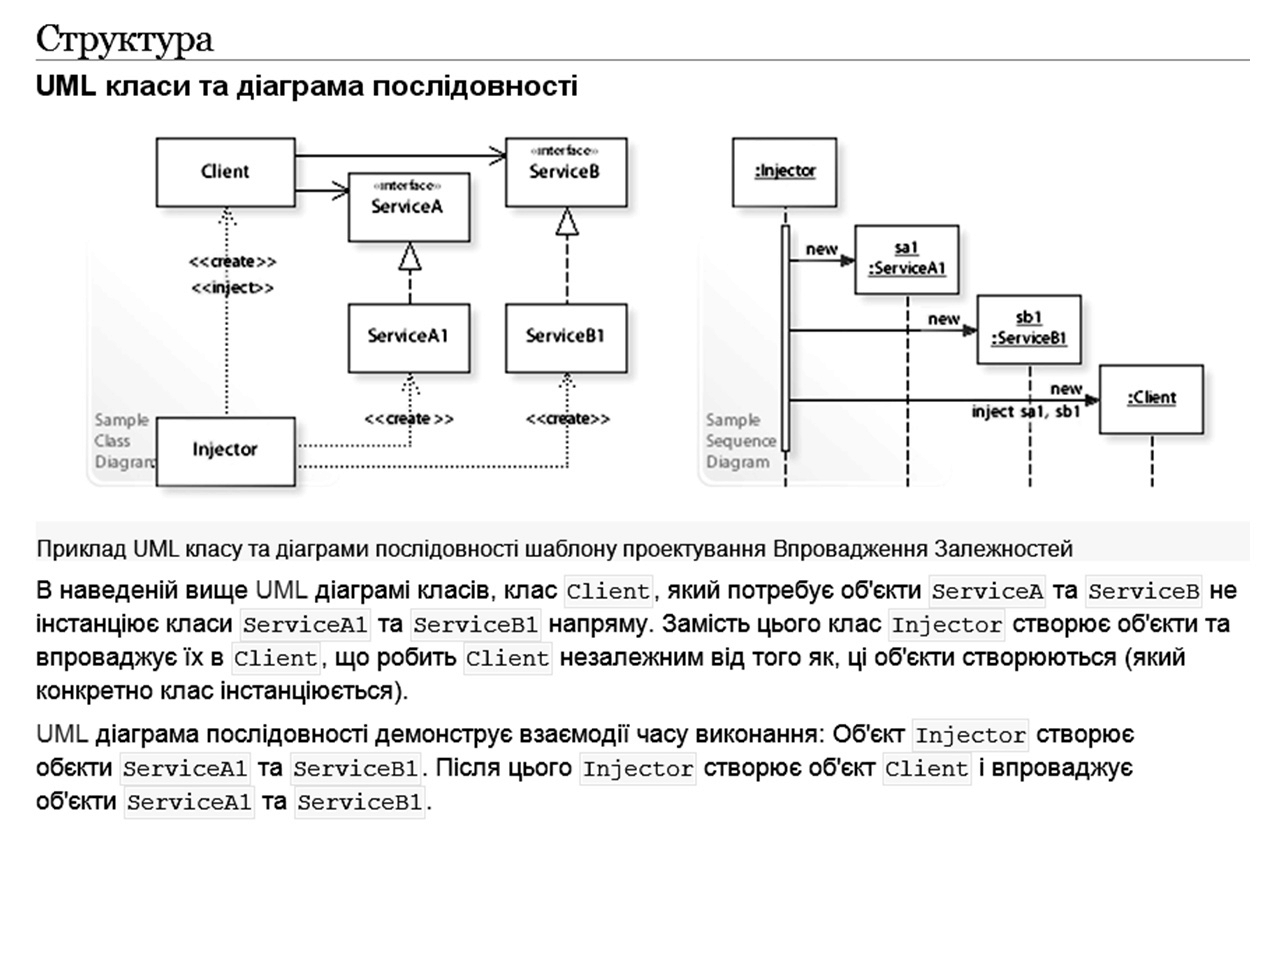 Структура
UML класи та діаграма послідовності
Client
«interface»
ServiceA
«interface»
ServiceB
<<create>>
<<inject>>
ServiceA1
ServiceB1
<<create >>
<<create>>
Sample
Class
Diagram
Injector
:Injector
new
sa1
:ServiceA1
new
sb1
:ServiceB1
new
inject sa1, sb1
:Client
Sample
Sequence
Diagram
Приклад UML класу та діаграми послідовності шаблону проектування Впровадження Залежностей
В наведеній вище UML діаграмі класів, клас Client, який потребує об'єкти ServiceA та ServiceB не
інстанціює класи ServiceA1 та ServiceB1 напряму. Замість цього клас Injector створює об'єкти та
впроваджує їх в Client, що робить Client незалежним від того як, ці об'єкти створюються (який
конкретно клас інстанціюється).
UML діаграма послідовності демонструє взаємодії часу виконання: Об'єкт Injector створює
обєкти ServiceA1 та ServiceB1. Після цього Injector створює об'єкт Client і впроваджує
об'єкти ServiceA1 та ServiceB1.